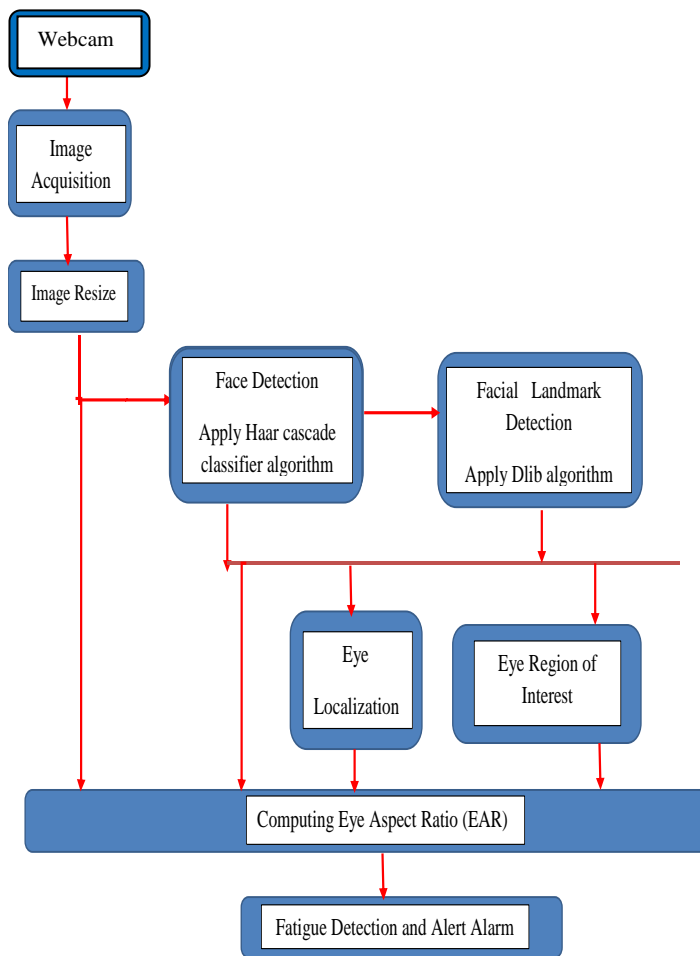 Webcam
Image
Acquisition
Image Resize
Face Detection
Apply Haar cascade
classifier algorithm
Facial Landmark
Detection
Apply Dlib algorithm
Eye
Localization
Eye Region of
Interest
Computing Eye Aspect Ratio (EAR)
Fatigue Detection and Alert Alarm